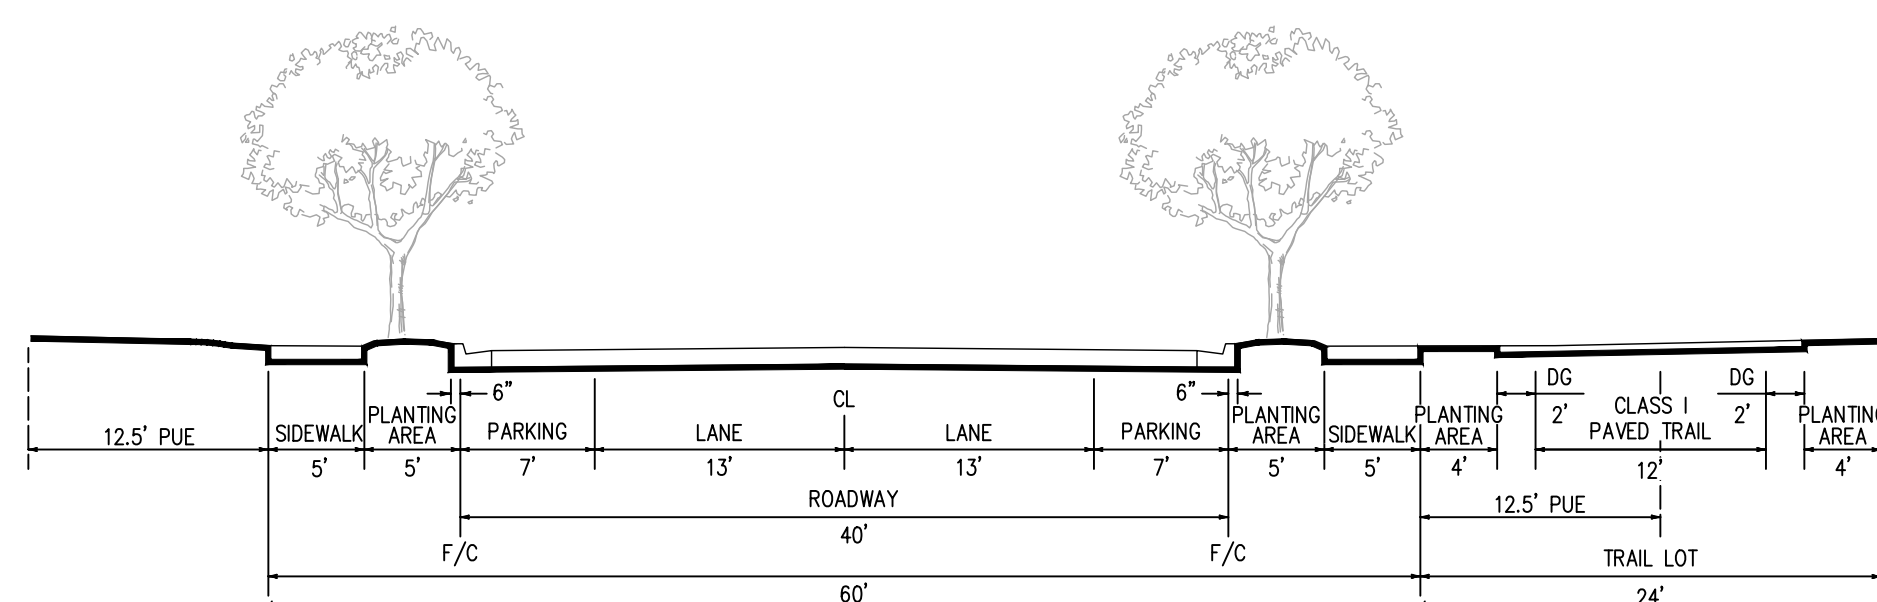 6”
6”
CL
DG
DG
12.5' PUE
SIDEWALK
5'
PLANTING
AREA
5'
PARKING
7'
LANE
13'
LANE
13'
PARKING
7'
PLANTING
AREA
5'
SIDEWALK
5'
PLANTING
AREA
4'
2'
CLASS I
PAVED TRAIL
12'
2'
PLANTING
AREA
4'
ROADWAY
40'
12.5' PUE
F/C
F/C
TRAIL LOT
60'
24'